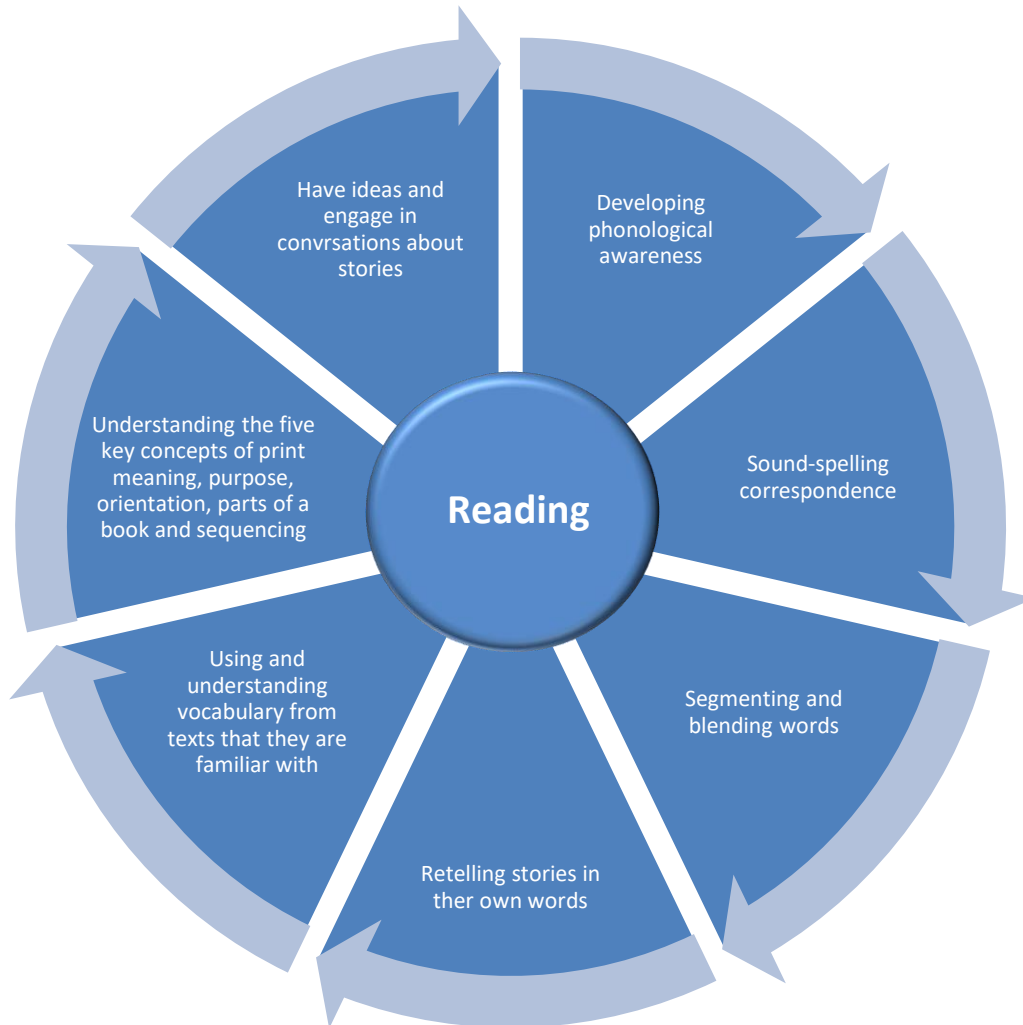 Have ideas and
engage in
convrsations about
stories
Developing
phonological
awareness
Understanding the five
key concepts of print
meaning, purpose,
orientation, parts of a
book and sequencing
Reading
Sound-spelling
correspondence
Using and
understanding
vocabulary from
texts that they are
familiar with
Segmenting and
blending words
Retelling stories in
ther own words